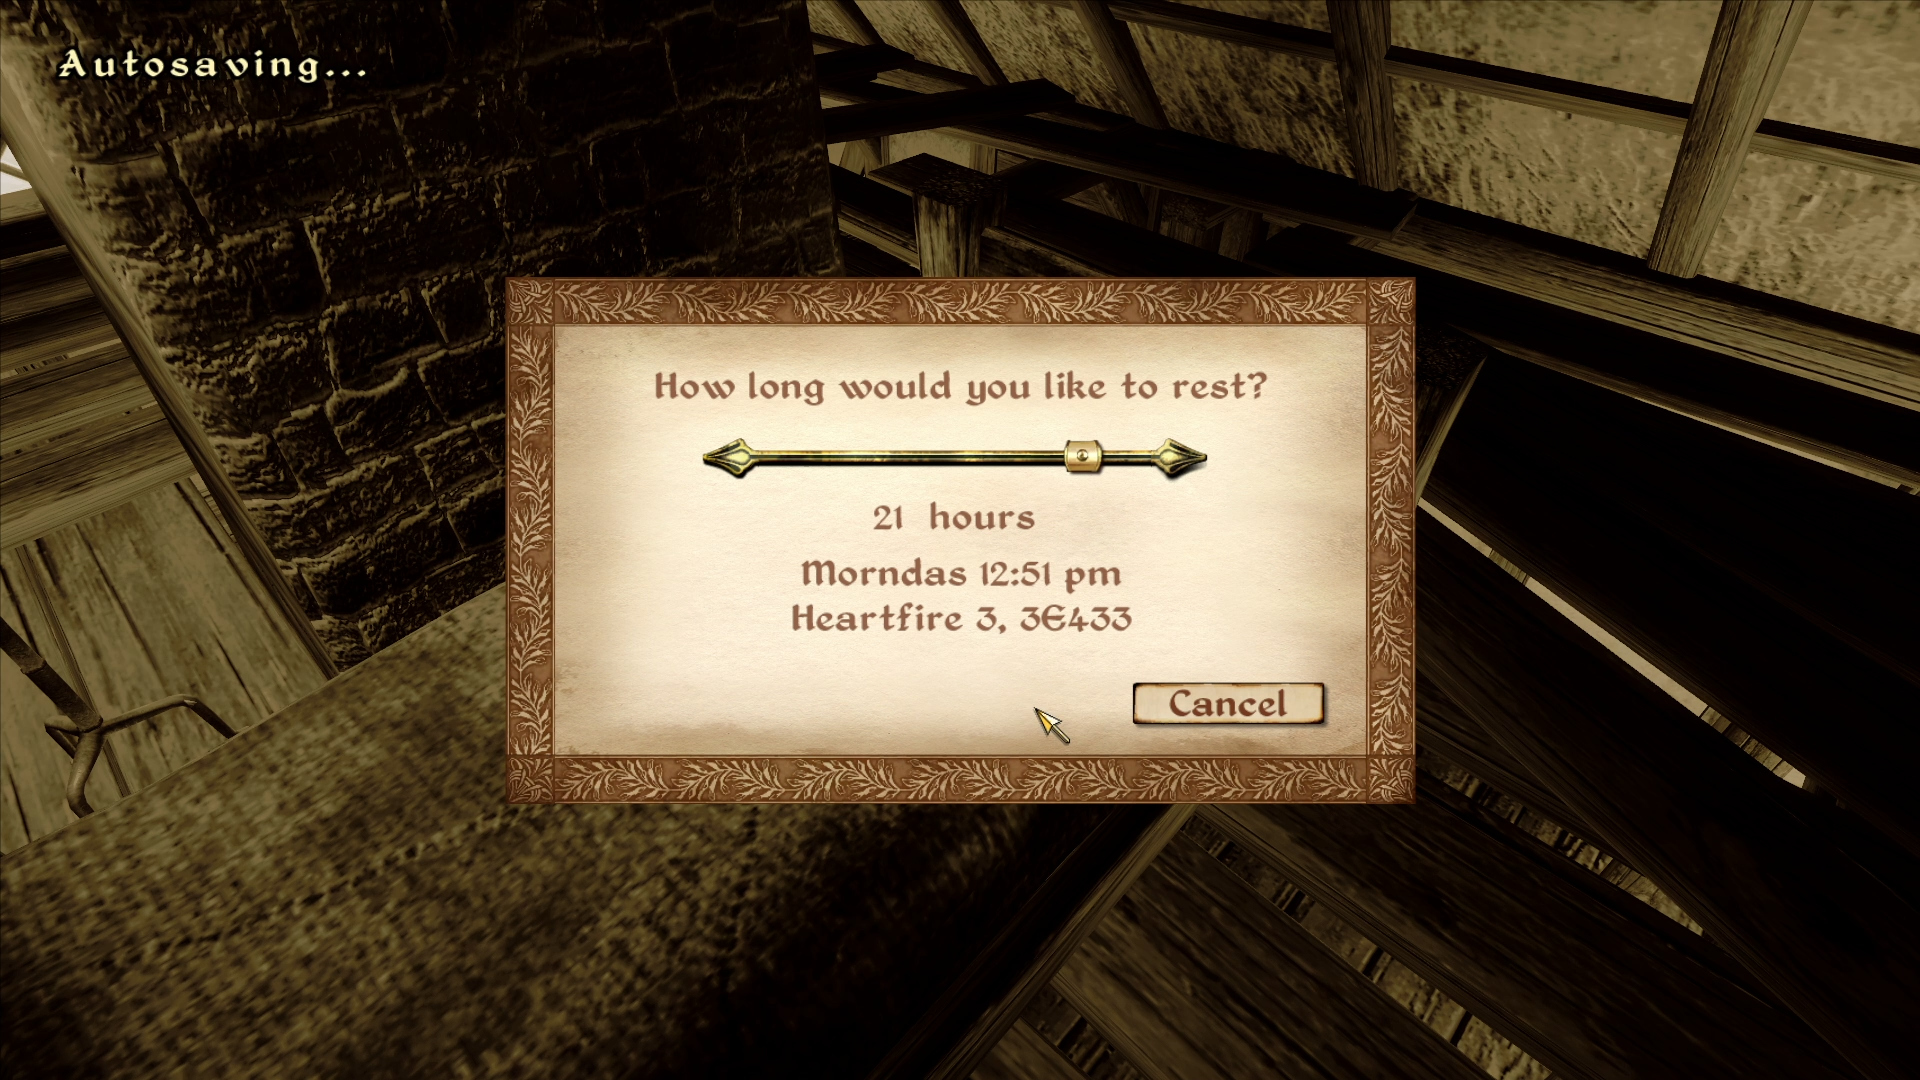 Autosaving...
How long would you like to rest?
21 hours
Morndas 12:51 pm
Heartfire 3, 3E433
Cancel